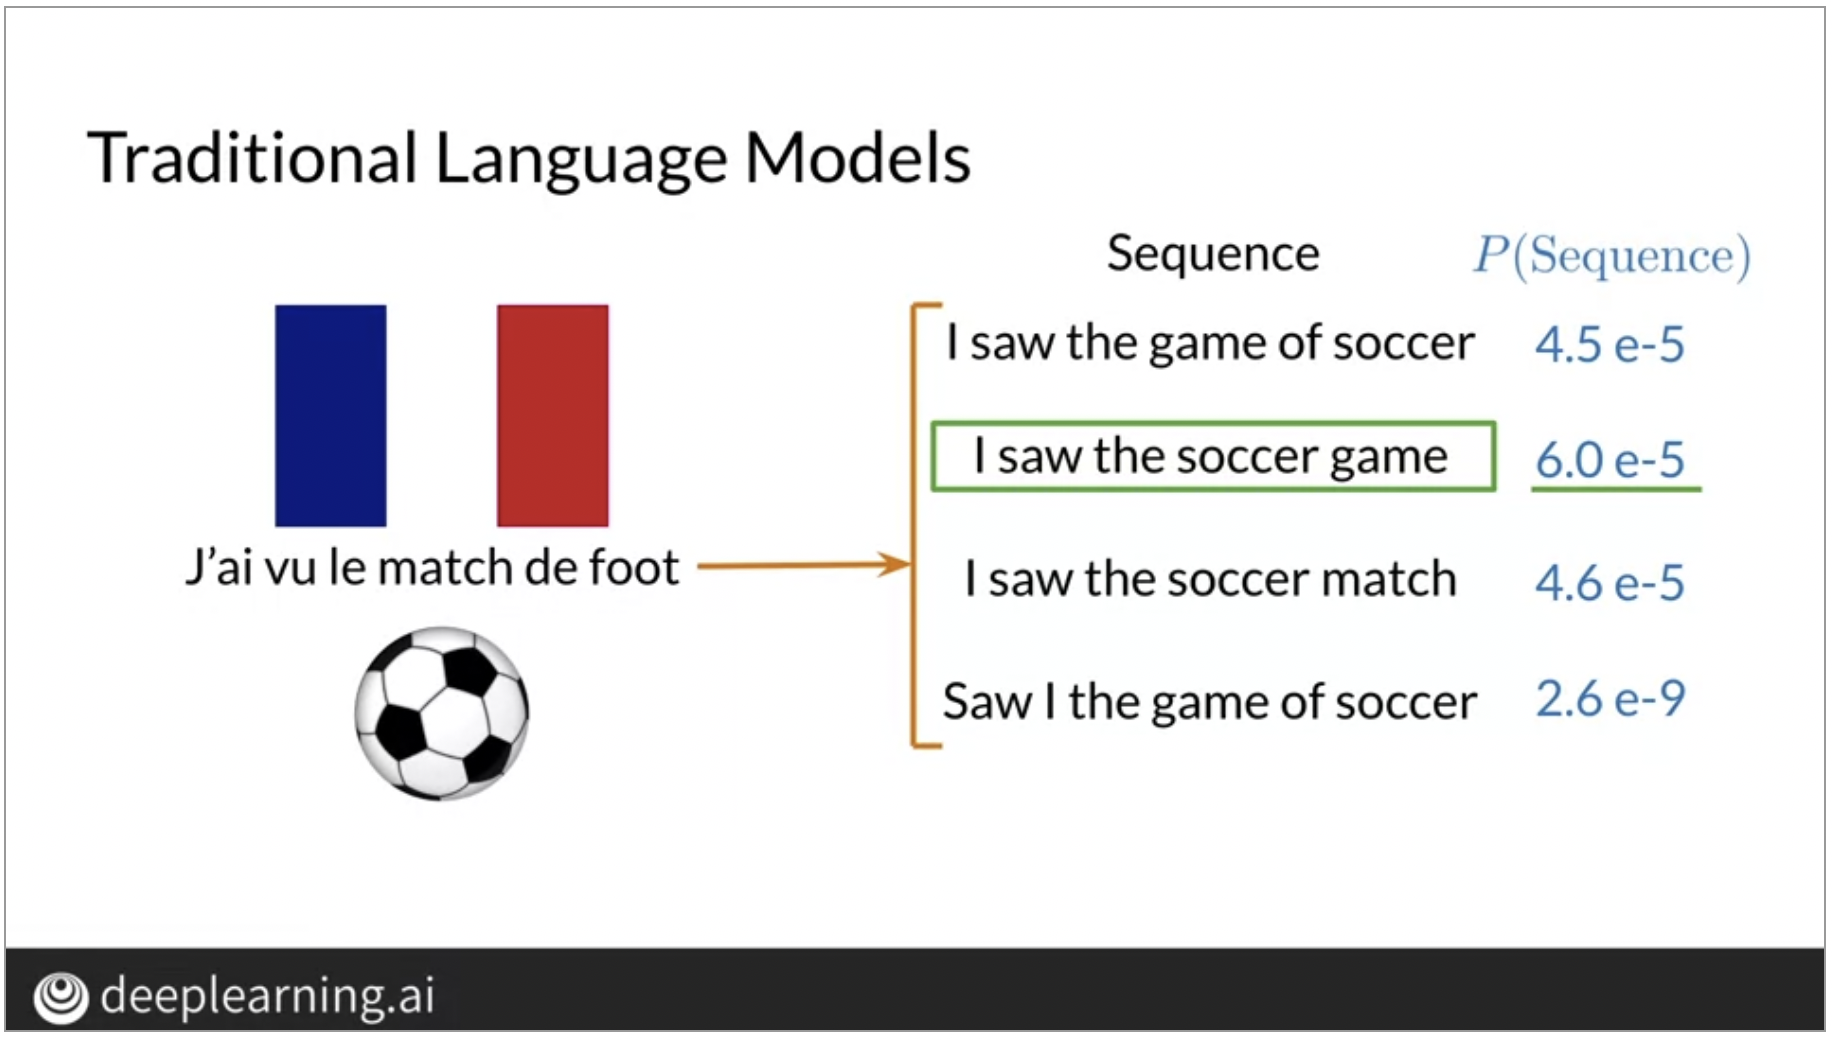 Traditional Language Models
Sequence P(Sequence)
I saw the game of soccer 4.5 e-5
I saw the soccer game 6.0 e-5
J'ai vu le match de foot
I saw the soccer match 4.6 e-5
Saw I the game of soccer 2.6 e-9
deeplearning.ai